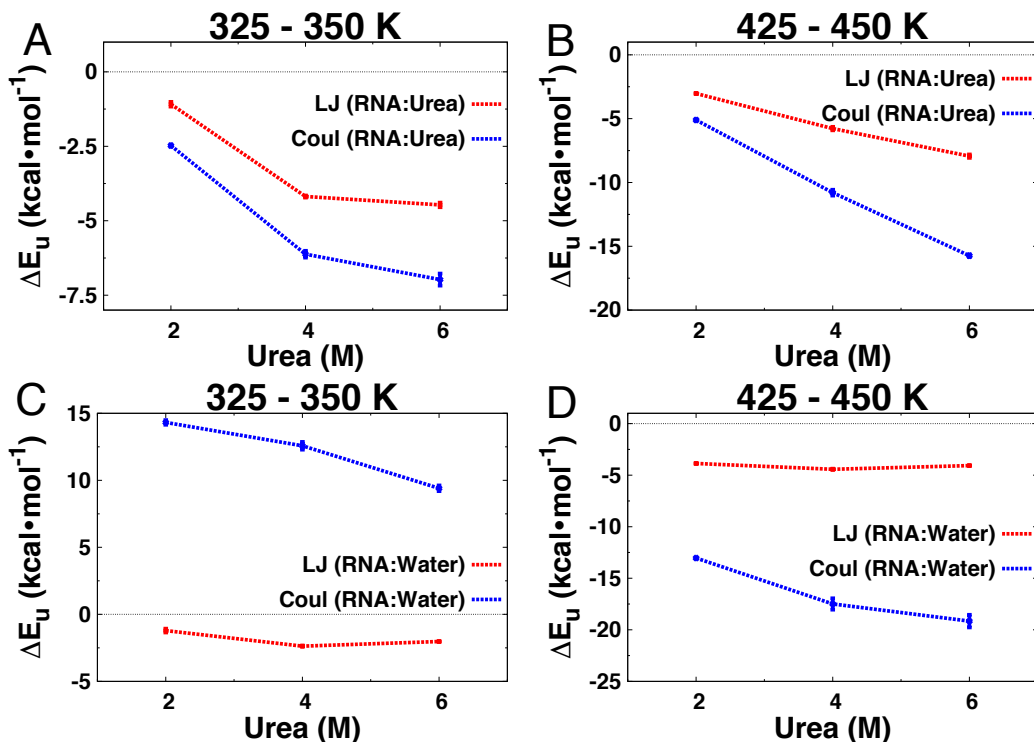 A
325 - 350 K
0
-2.5
-5
-7.5
ΔE_u (kcal•mol⁻¹)
LJ (RNA:Urea)
Coul (RNA:Urea)
2 4 6
Urea (M)
B
425 - 450 K
0
-5
-10
-15
-20
ΔE_u (kcal•mol⁻¹)
LJ (RNA:Urea)
Coul (RNA:Urea)
2 4 6
Urea (M)
C
325 - 350 K
15
10
5
0
-5
ΔE_u (kcal•mol⁻¹)
LJ (RNA:Water)
Coul (RNA:Water)
2 4 6
Urea (M)
D
425 - 450 K
0
-5
-10
-15
-20
-25
ΔE_u (kcal•mol⁻¹)
LJ (RNA:Water)
Coul (RNA:Water)
2 4 6
Urea (M)